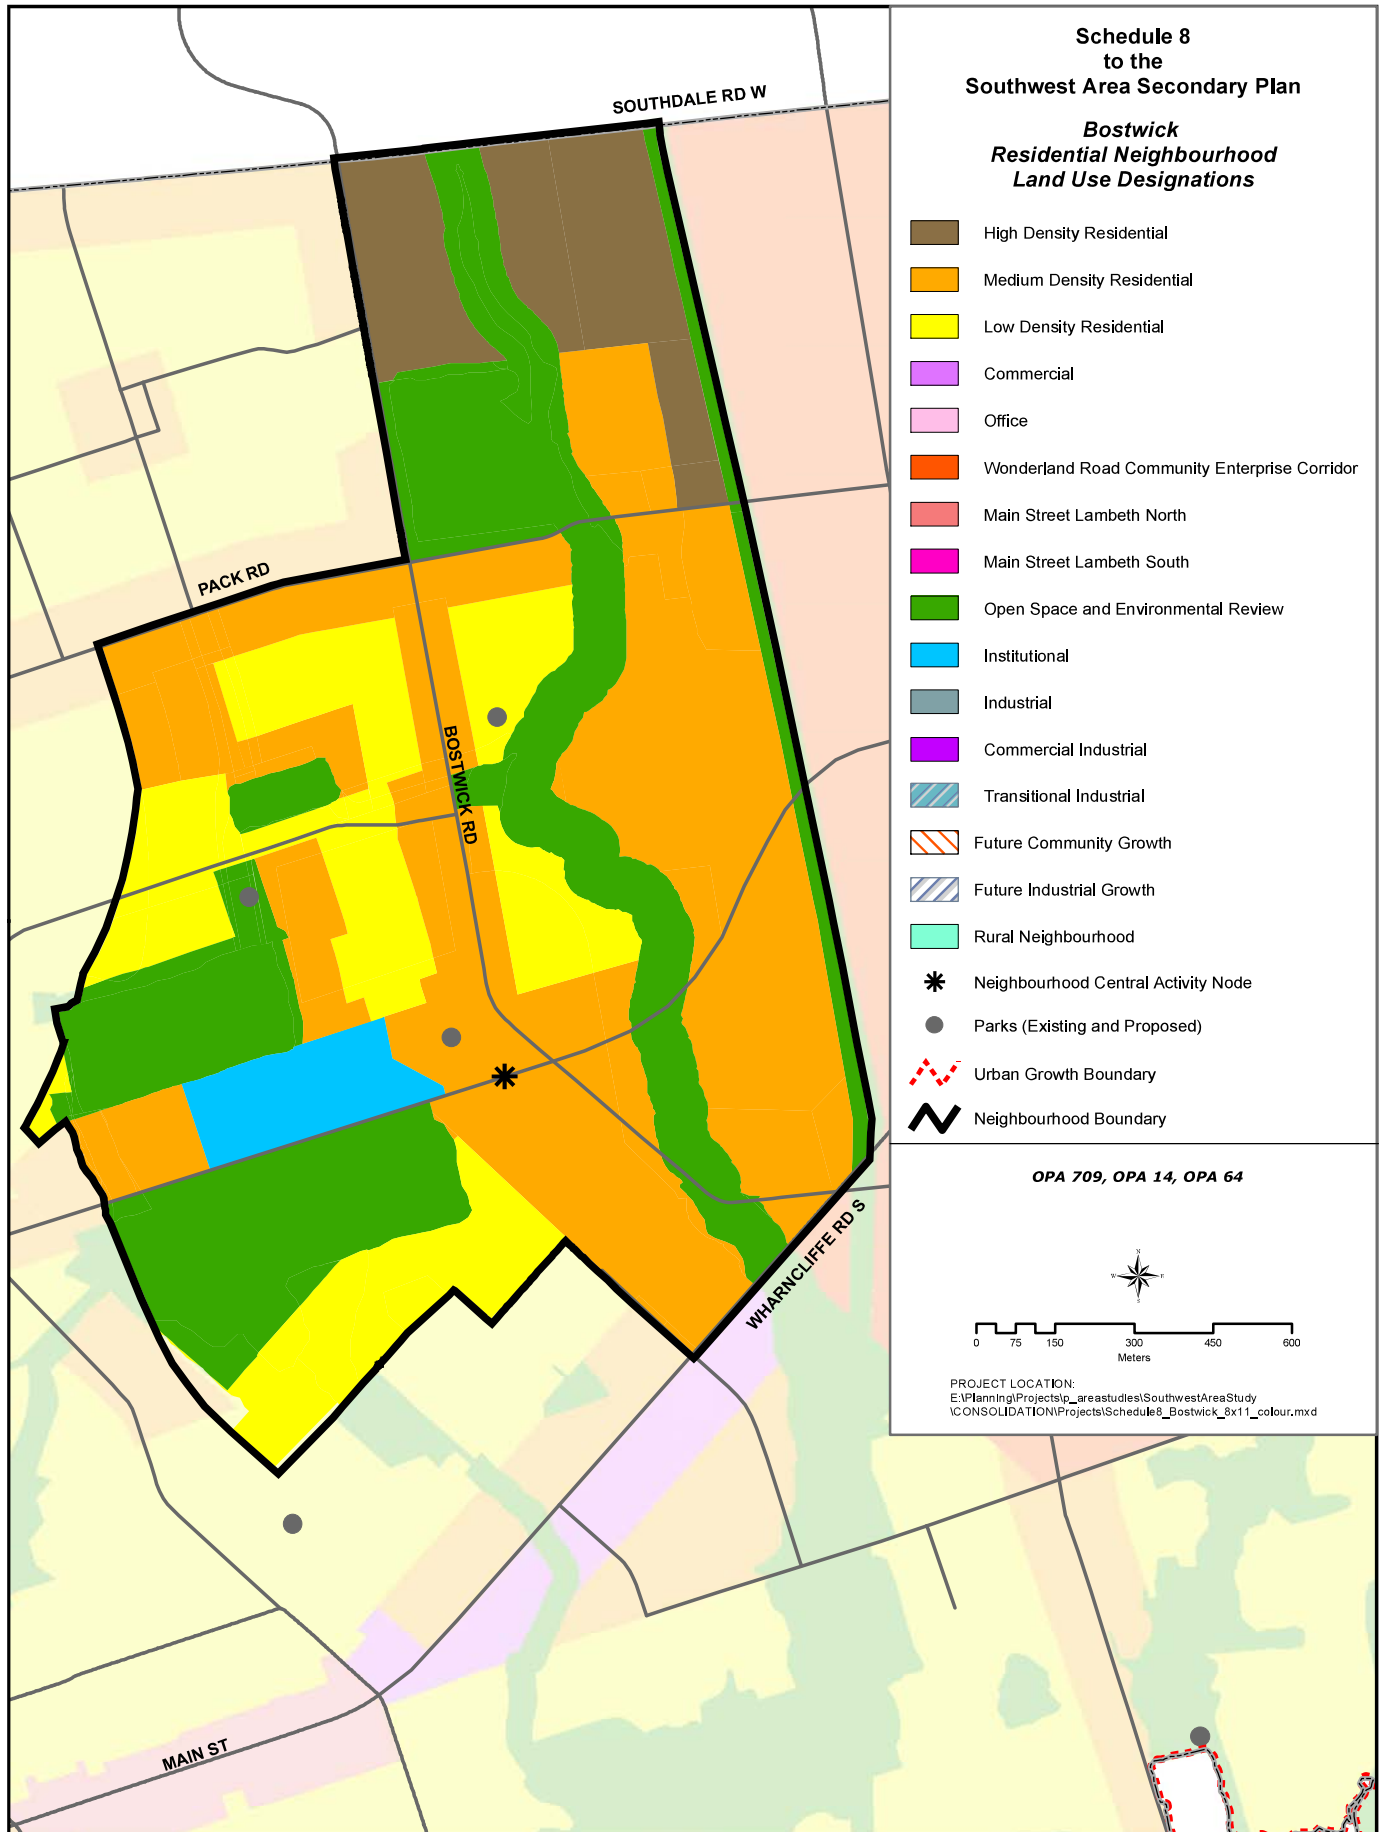 Schedule 8
to the
Southwest Area Secondary Plan
Bostwick
Residential Neighbourhood
Land Use Designations
High Density Residential
Medium Density Residential
Low Density Residential
Commercial
Office
Wonderland Road Community Enterprise Corridor
Main Street Lambeth North
Main Street Lambeth South
Open Space and Environmental Review
Institutional
Industrial
Commercial Industrial
Transitional Industrial
Future Community Growth
Future Industrial Growth
Rural Neighbourhood
Neighbourhood Central Activity Node
Parks (Existing and Proposed)
Urban Growth Boundary
Neighbourhood Boundary
OPA 709, OPA 14, OPA 64
N
W E
S
0 75 150 300 450 600
Meters
PROJECT LOCATION:
E:\Planning\Projects\p_areastudies\SouthwestAreaStudy
\CONSOLIDATION\Projects\Schedule8_Bostwick_8x11_colour.mxd
SOUTHDALE RD W
PACK RD
BOSTWICK RD
WHARNCLIFFE RD S
MAIN ST